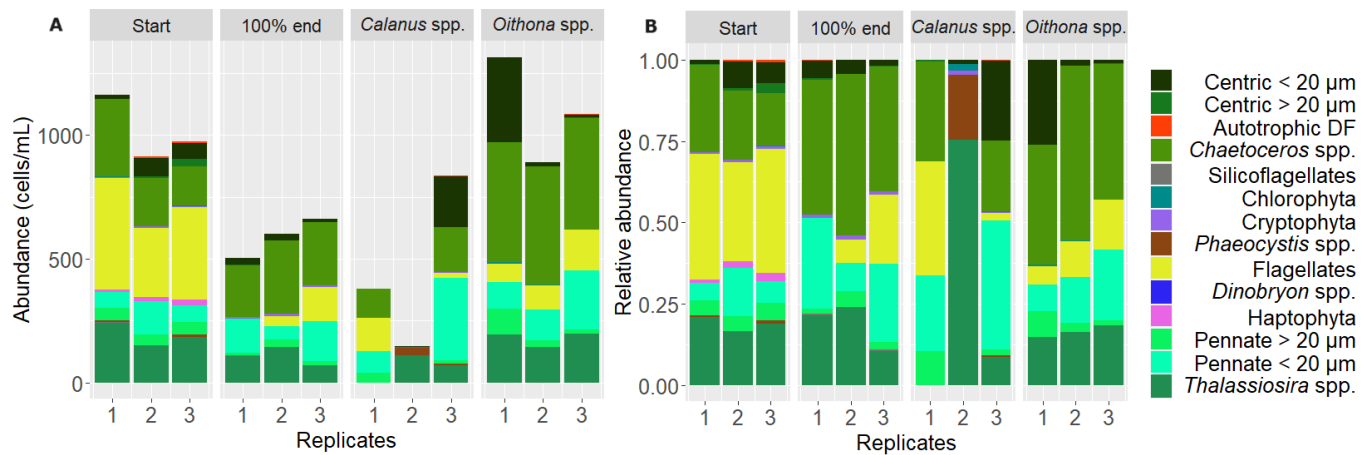 A
Start
100% end
Calanus spp.
Oithona spp.
Abundance (cells/mL)
1000
500
0
1 2 3 1 2 3 1 2 3 1 2 3
Replicates
B
Start
100% end
Calanus spp.
Oithona spp.
Relative abundance
1.00
0.75
0.50
0.25
0.00
1 2 3 1 2 3 1 2 3 1 2 3
Replicates
Centric < 20 µm
Centric > 20 µm
Autotrophic DF
Chaetoceros spp.
Silicoflagellates
Chlorophyta
Cryptophyta
Phaeocystis spp.
Flagellates
Dinobryon spp.
Haptophyta
Pennate > 20 µm
Pennate < 20 µm
Thalassiosira spp.